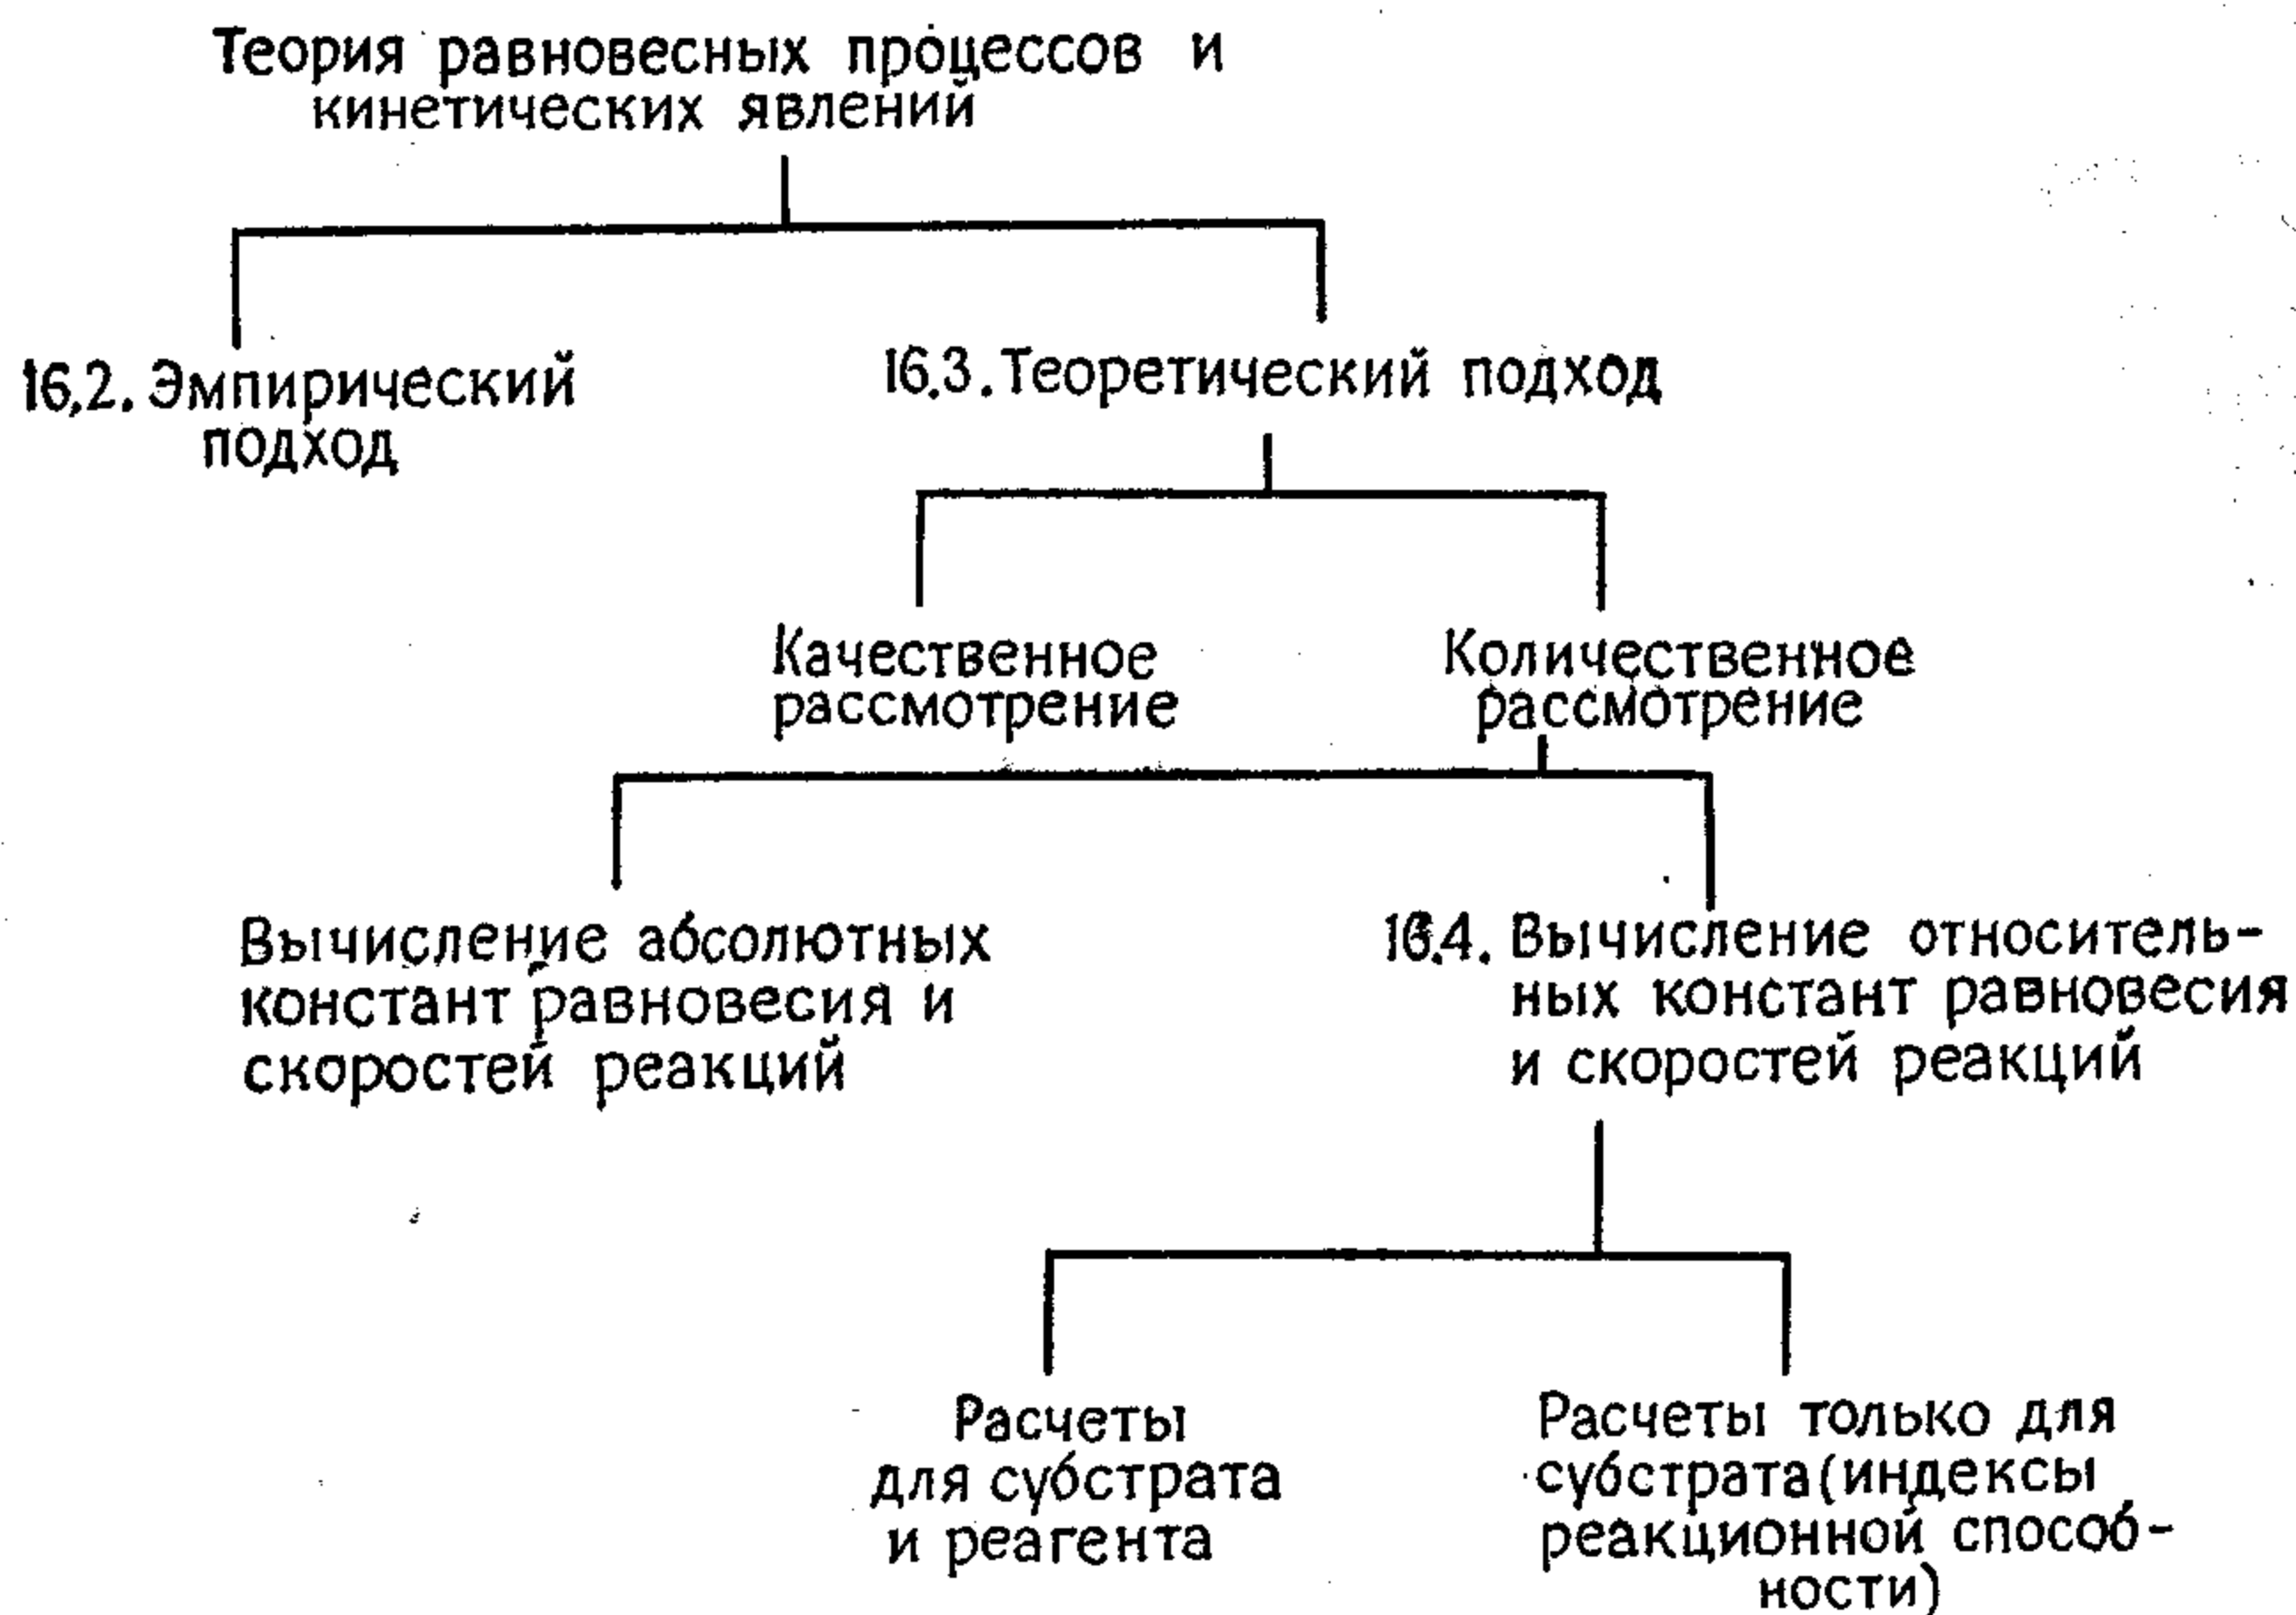 Теория равновесных процессов и
кинетических явлений
16.2. Эмпирический
подход
16.3. Теоретический подход
Качественное
рассмотрение
Количественное
рассмотрение
Вычисление абсолютных
констант равновесия и
скоростей реакций
16.4. Вычисление относитель-
ных констант равновесия
и скоростей реакций
Расчеты
для субстрата
и реагента
Расчеты только для
субстрата (индексы
реакционной способ-
ности)